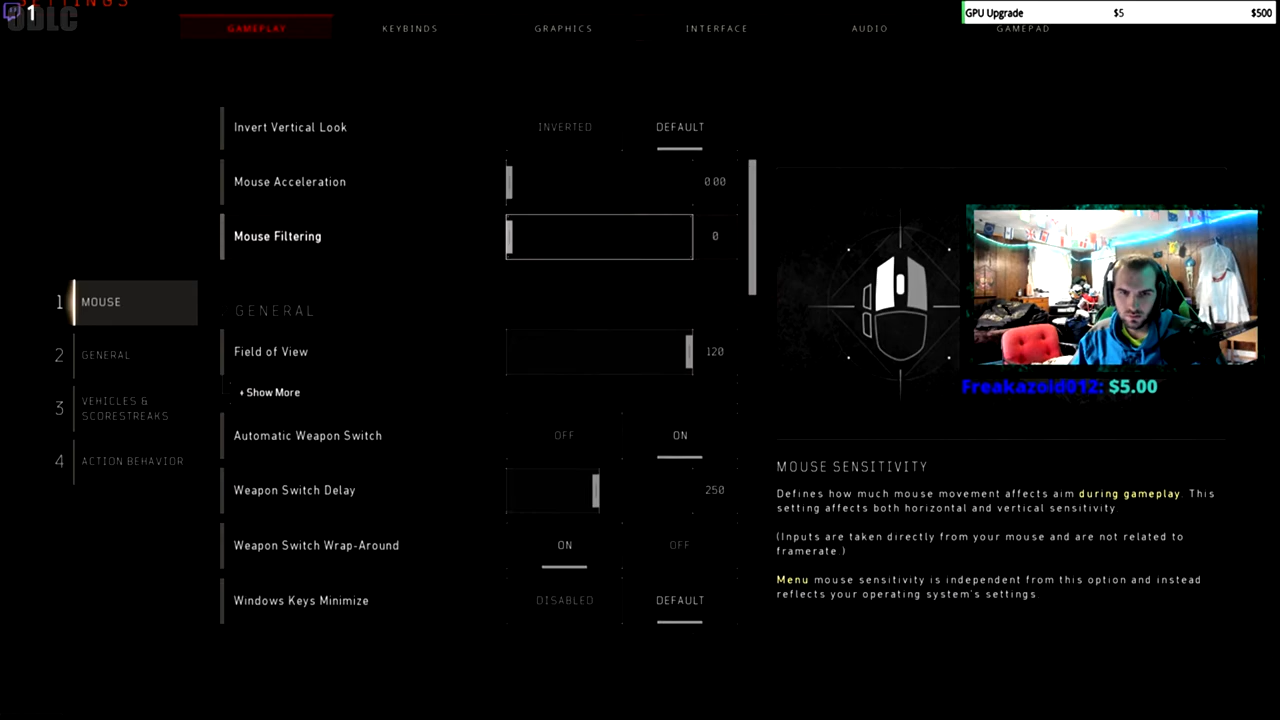 SETTINGS
1
GAMEPLAY
KEYBINDS
GRAPHICS
INTERFACE
AUDIO
GAMEPAD
GPU Upgrade
$5
$500
Invert Vertical Look
INVERTED
DEFAULT
Mouse Acceleration
0.00
Mouse Filtering
0
GENERAL
Field of View
120
+ Show More
Automatic Weapon Switch
OFF
ON
Weapon Switch Delay
250
Weapon Switch Wrap-Around
ON
OFF
Windows Keys Minimize
DISABLED
DEFAULT
1
MOUSE
2
GENERAL
3
VEHICLES &
SCORESTREAKS
4
ACTION BEHAVIOR
Freakazold012: $5.00
MOUSE SENSITIVITY
Defines how much mouse movement affects aim during gameplay. This
setting affects both horizontal and vertical sensitivity.
(Inputs are taken directly from your mouse and are not related to
framerate.)
Menu mouse sensitivity is independent from this option and instead
reflects your operating system's settings